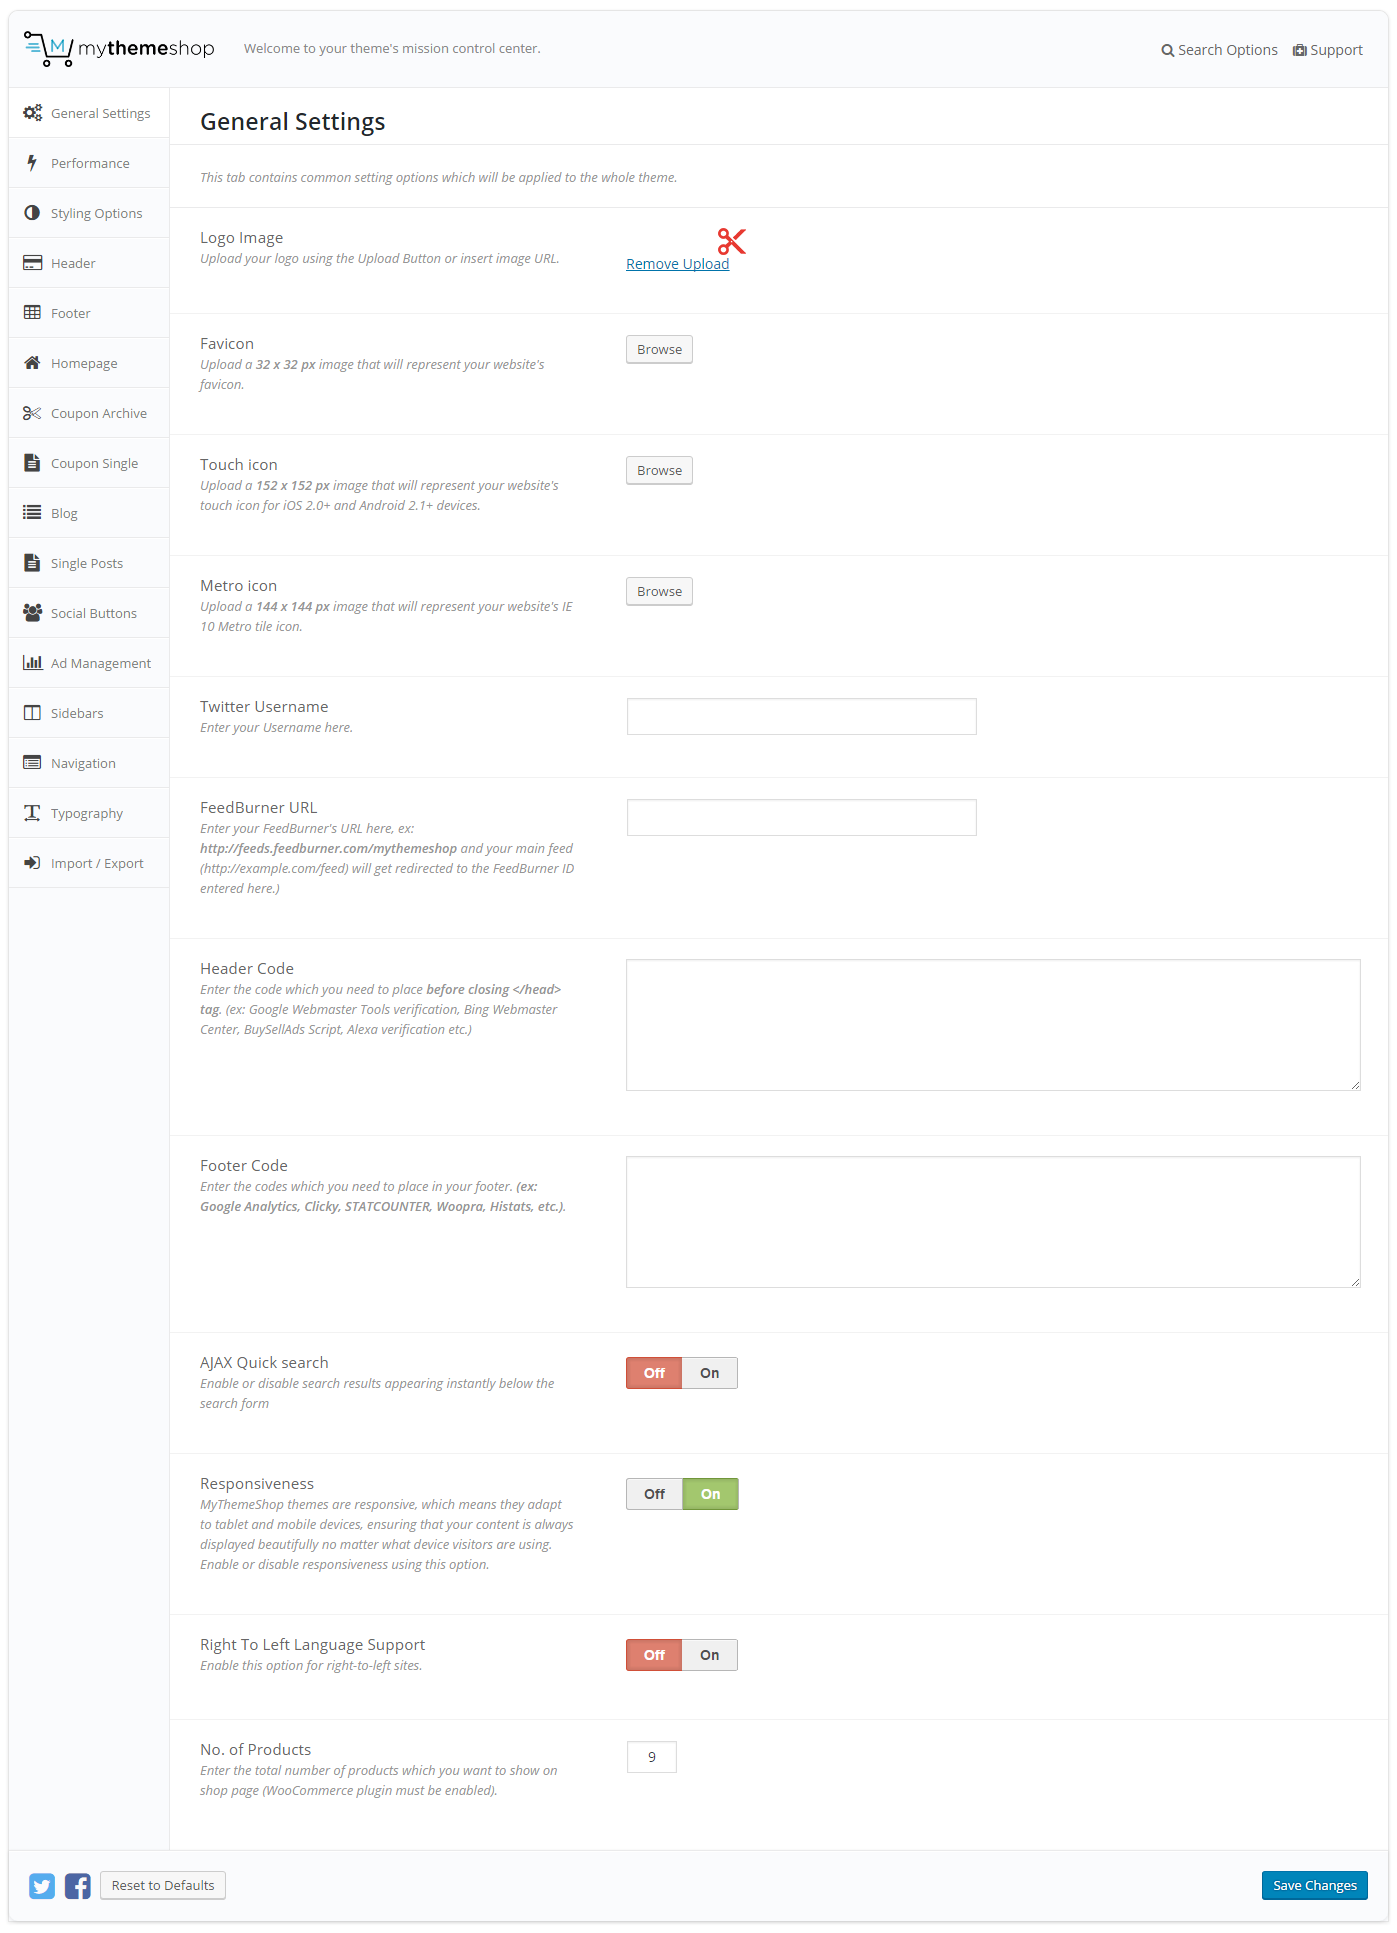 M mythemeshop
Welcome to your theme's mission control center.
Search Options
Support
General Settings
Performance
Styling Options
Header
Footer
Homepage
Coupon Archive
Coupon Single
Blog
Single Posts
Social Buttons
Ad Management
Sidebars
Navigation
Typography
Import / Export
General Settings
This tab contains common setting options which will be applied to the whole theme.
Logo Image
Upload your logo using the Upload Button or insert image URL.
Remove Upload
Favicon
Upload a 32 x 32 px image that will represent your website's
favicon.
Browse
Touch icon
Upload a 152 x 152 px image that will represent your website's
touch icon for iOS 2.0+ and Android 2.1+ devices.
Browse
Metro icon
Upload a 144 x 144 px image that will represent your website's IE
10 Metro tile icon.
Browse
Twitter Username
Enter your Username here.
FeedBurner URL
Enter your FeedBurner's URL here, ex:
http://feeds.feedburner.com/mythemeshop and your main feed
(http://example.com/feed) will get redirected to the FeedBurner ID
entered here.)
Header Code
Enter the code which you need to place before closing </head>
tag. (ex: Google Webmaster Tools verification, Bing Webmaster
Center, BuySellAds Script, Alexa verification etc.)
Footer Code
Enter the codes which you need to place in your footer. (ex:
Google Analytics, Clicky, STATCOUNTER, Woopra, Histats, etc.).
AJAX Quick search
Enable or disable search results appearing instantly below the
search form
Off On
Responsiveness
MyThemeShop themes are responsive, which means they adapt
to tablet and mobile devices, ensuring that your content is always
displayed beautifully no matter what device visitors are using.
Enable or disable responsiveness using this option.
Off On
Right To Left Language Support
Enable this option for right-to-left sites.
Off On
No. of Products
Enter the total number of products which you want to show on
shop page (WooCommerce plugin must be enabled).
9
Reset to Defaults
Save Changes